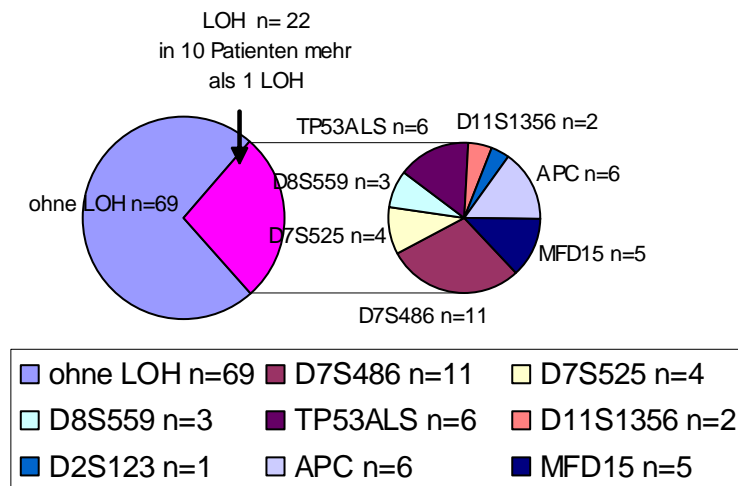 LOH n= 22
in 10 Patienten mehr
als 1 LOH
TP53ALS n=6
D11S1356 n=2
D8S559 n=3
APC n=6
ohne LOH n=69
D7S525 n=4
MFD15 n=5
D7S486 n=11
ohne LOH n=69 D7S486 n=11 D7S525 n=4
D8S559 n=3 TP53ALS n=6 D11S1356 n=2
D2S123 n=1 APC n=6 MFD15 n=5